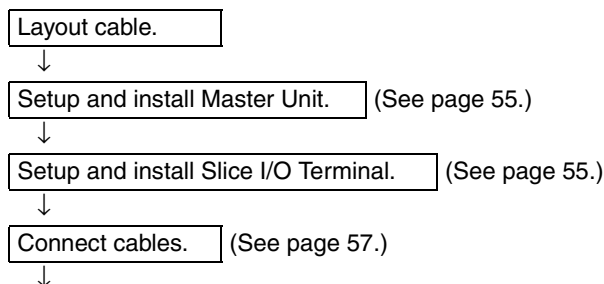 Layout cable.
↓
Setup and install Master Unit. (See page 55.)
↓
Setup and install Slice I/O Terminal. (See page 55.)
↓
Connect cables. (See page 57.)
↓